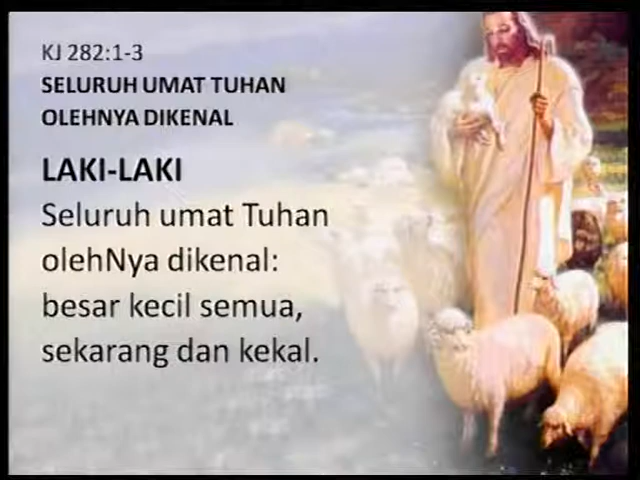 KJ 282:1-3
SELURUH UMAT TUHAN
OLEHNYA DIKENAL
LAKI-LAKI
Seluruh umat Tuhan
olehNya dikenal:
besar kecil semua,
sekarang dan kekal.